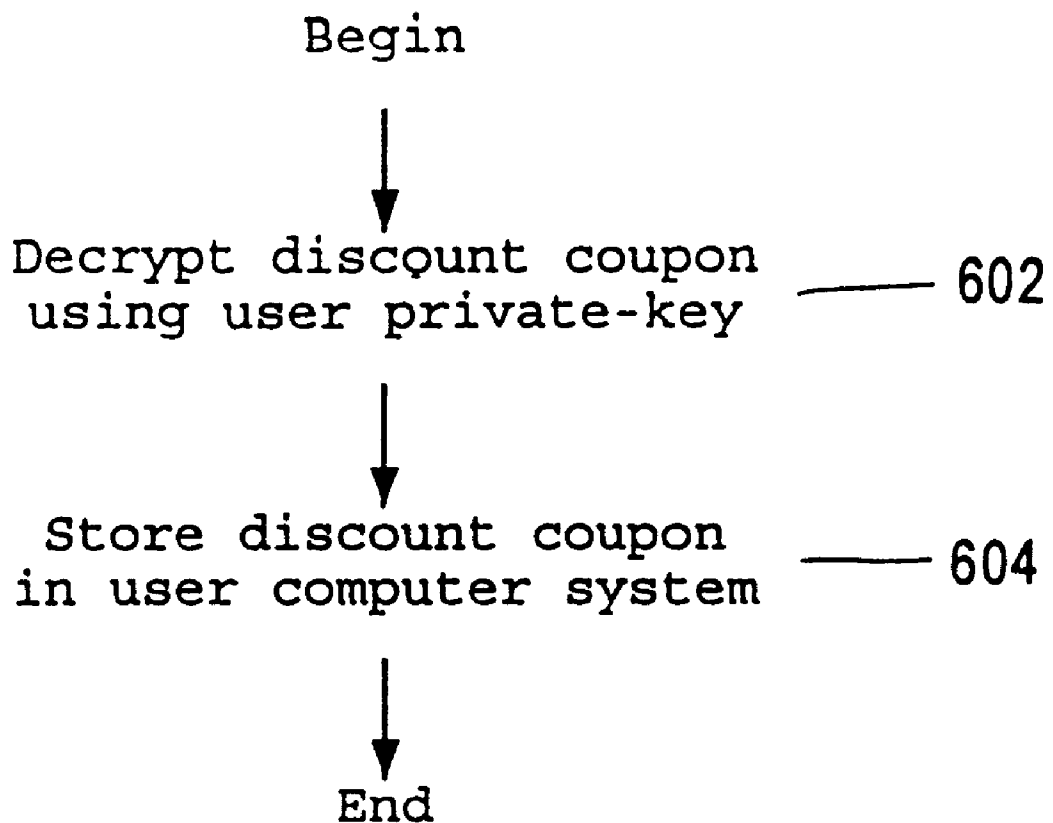 Begin
Decrypt discount coupon
using user private-key
602
Store discount coupon
in user computer system
604
End